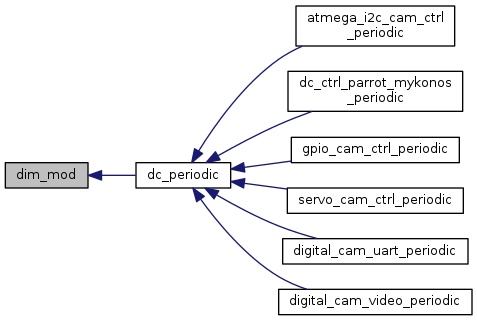 atmega_i2c_cam_ctrl
_periodic
dc_ctrl_parrot_mykonos
_periodic
gpio_cam_ctrl_periodic
dim_mod
dc_periodic
servo_cam_ctrl_periodic
digital_cam_uart_periodic
digital_cam_video_periodic